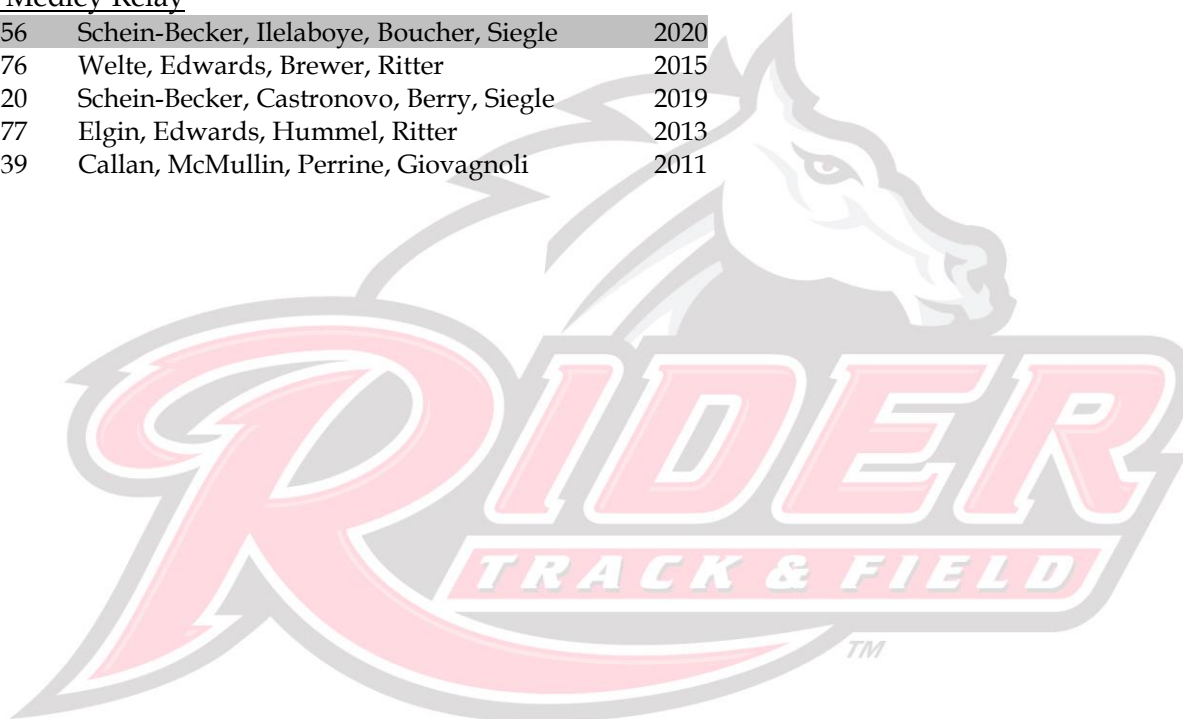 Medley Relay
56 Schein-Becker, Ilelaboye, Boucher, Siegle 2020
76 Welte, Edwards, Brewer, Ritter 2015
20 Schein-Becker, Castronovo, Berry, Siegle 2019
77 Elgin, Edwards, Hummel, Ritter 2013
39 Callan, McMullin, Perrine, Giovagnoli 2011
RIDER
TRACK & FIELD
TM